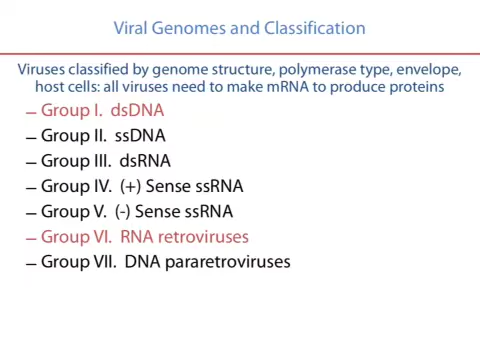 Viral Genomes and Classification
Viruses classified by genome structure, polymerase type, envelope,
host cells: all viruses need to make mRNA to produce proteins
– Group I. dsDNA
– Group II. ssDNA
– Group III. dsRNA
– Group IV. (+) Sense ssRNA
– Group V. (-) Sense ssRNA
– Group VI. RNA retroviruses
– Group VII. DNA pararetroviruses